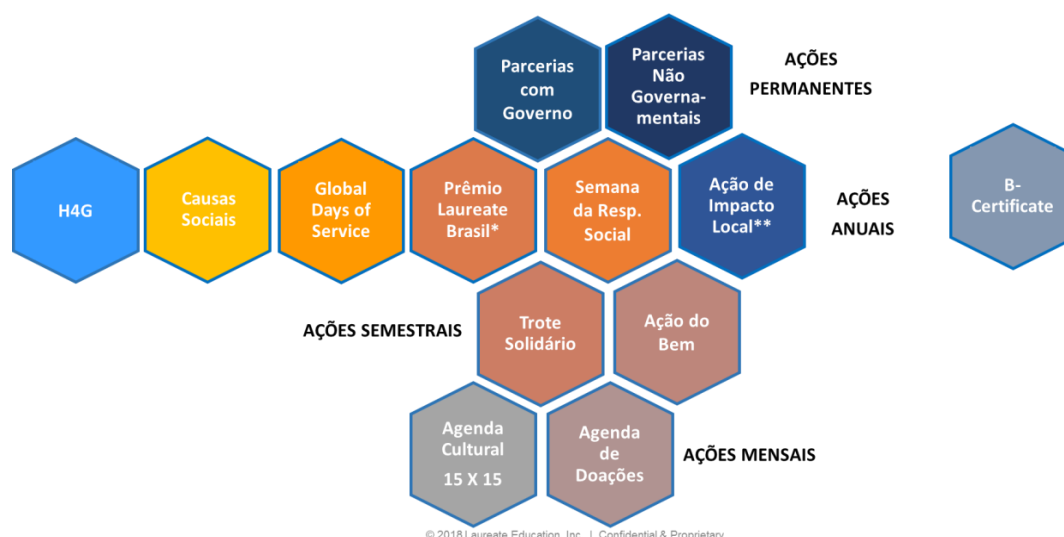 Parcerias
com
Governo
Parcerias
Não
Governa-
mentais
AÇÕES
PERMANENTES
H4G
Causas
Sociais
Global
Days of
Service
Prêmio
Laureate
Brasil*
Semana
da Resp.
Social
Ação de
Impacto
Local**
AÇÕES
ANUAIS
B-
Certificate
AÇÕES SEMESTRAIS
Trote
Solidário
Ação do
Bem
Agenda
Cultural
15 X 15
Agenda
de
Doações
AÇÕES MENSAIS
© 2018 Laureate Education, Inc. | Confidential & Proprietary